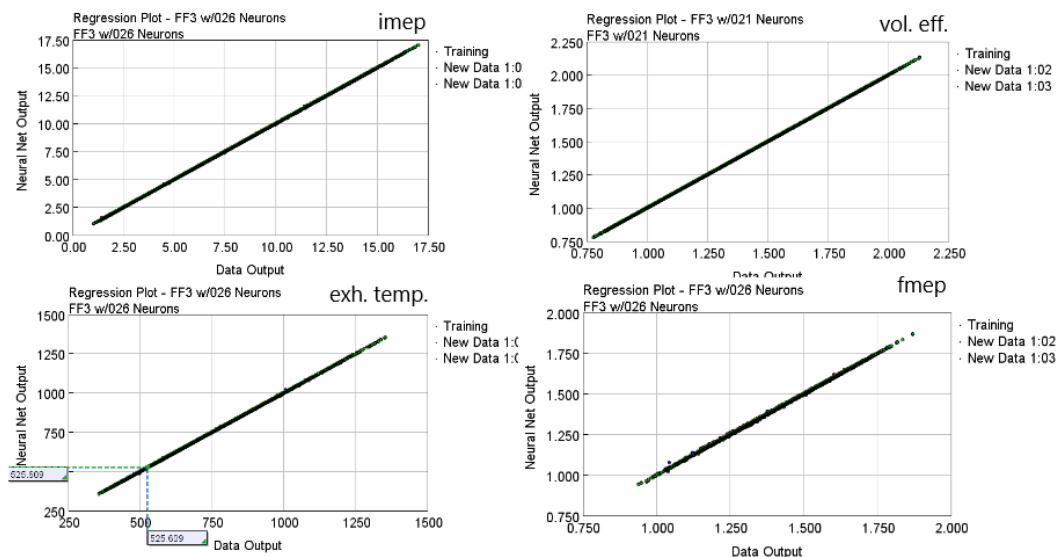 Regression Plot - FF3 w/026 Neurons
FF3 w/026 Neurons
imep
17.50
15.00
12.50
10.00
7.50
5.00
2.50
0.00
Neural Net Output
0.00 2.50 5.00 7.50 10.00 12.50 15.00 17.50
Data Output
· Training
· New Data 1:0
· New Data 1:0
Regression Plot - FF3 w/021 Neurons
FF3 w/021 Neurons
vol. eff.
2.250
2.000
1.750
1.500
1.250
1.000
0.750
Neural Net Output
0.750 1.000 1.250 1.500 1.750 2.000 2.250
Data Output
· Training
· New Data 1:02
· New Data 1:03
Regression Plot - FF3 w/026 Neurons
FF3 w/026 Neurons
exh. temp.
1500
1250
1000
750
500
250
Neural Net Output
525.609
250 500 750 1000 1250 1500
525.609
Data Output
· Training
· New Data 1:0
· New Data 1:0
Regression Plot - FF3 w/026 Neurons
FF3 w/026 Neurons
fmep
2.000
1.750
1.500
1.250
1.000
0.750
Neural Net Output
0.750 1.000 1.250 1.500 1.750 2.000
Data Output
· Training
· New Data 1:02
· New Data 1:03